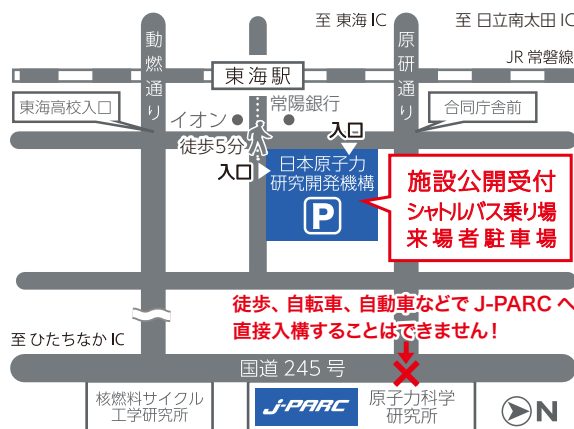 至 東海 IC
至 日立南太田 IC
動燃通り
原研通り
JR 常磐線
東海駅
東海高校入口
イオン
常陽銀行
合同庁舎前
徒歩5分
入口
入口
日本原子力
研究開発機構
P
施設公開受付
シャトルバス乗り場
来場者駐車場
徒歩、自転車、自動車などで J-PARC へ
直接入構することはできません！
至 ひたちなか IC
国道 245 号
核燃料サイクル
工学研究所
J-PARC
原子力科学
研究所
N